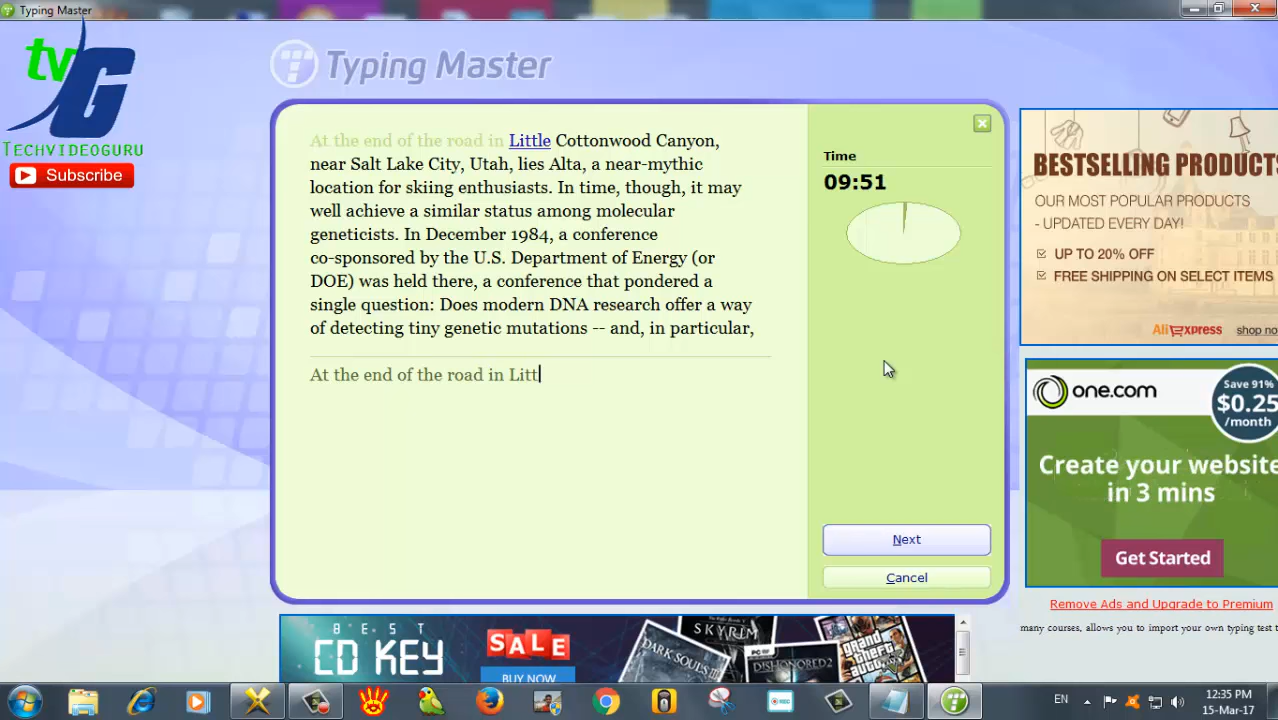 Typing Master
tv
G
TECHVIDEOGURU
Subscribe
Typing Master
At the end of the road in Little Cottonwood Canyon,
near Salt Lake City, Utah, lies Alta, a near-mythic
location for skiing enthusiasts. In time, though, it may
well achieve a similar status among molecular
geneticists. In December 1984, a conference
co-sponsored by the U.S. Department of Energy (or
DOE) was held there, a conference that pondered a
single question: Does modern DNA research offer a way
of detecting tiny genetic mutations -- and, in particular,
At the end of the road in Litt
Time
09:51
Next
Cancel
BESTSELLING PRODUCTS
OUR MOST POPULAR PRODUCTS
- UPDATED EVERY DAY!
UP TO 20% OFF
FREE SHIPPING ON SELECT ITEMS
AliExpress
shop no
one.com
Save 91%
$0.25
/month
Create your website
in 3 mins
Get Started
Remove Ads and Upgrade to Premium
many courses, allows you to import your own typing test t
BEST
CD KEY
SALE
BUY NOW
SKYRIM
DARK SOULS III
DISHONORED 2
grand
theft
auto
V
EN
12:35 PM
15-Mar-17